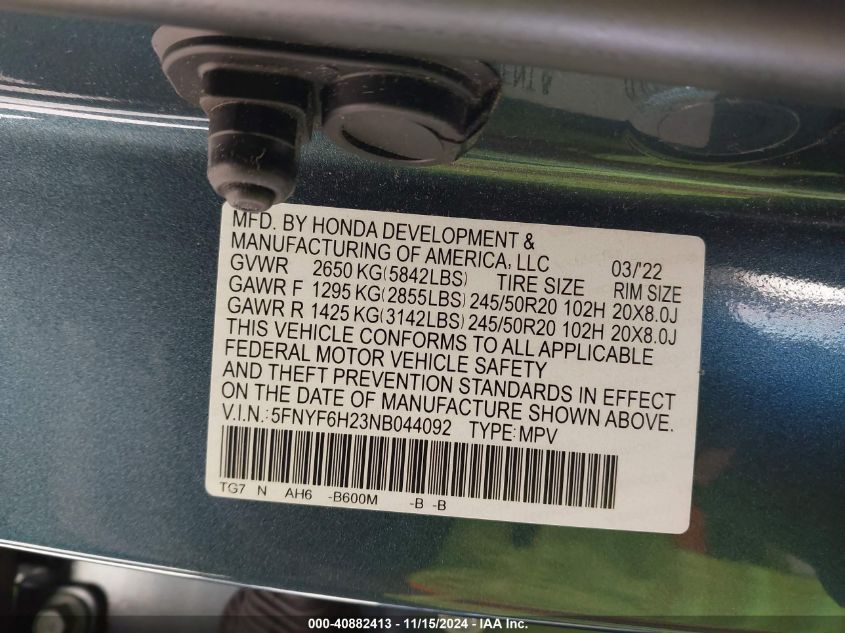 MFD. BY HONDA DEVELOPMENT &
MANUFACTURING OF AMERICA, LLC 03/'22
GVWR 2650 KG(5842LBS) TIRE SIZE RIM SIZE
GAWR F 1295 KG(2855LBS) 245/50R20 102H 20X8.0J
GAWR R 1425 KG(3142LBS) 245/50R20 102H 20X8.0J
THIS VEHICLE CONFORMS TO ALL APPLICABLE
FEDERAL MOTOR VEHICLE SAFETY
AND THEFT PREVENTION STANDARDS IN EFFECT
ON THE DATE OF MANUFACTURE SHOWN ABOVE.
V.I.N.: 5FNYF6H23NB044092 TYPE: MPV
TG7 N AH6 -B600M -B -B
000-40882413 - 11/15/2024 - IAA Inc.